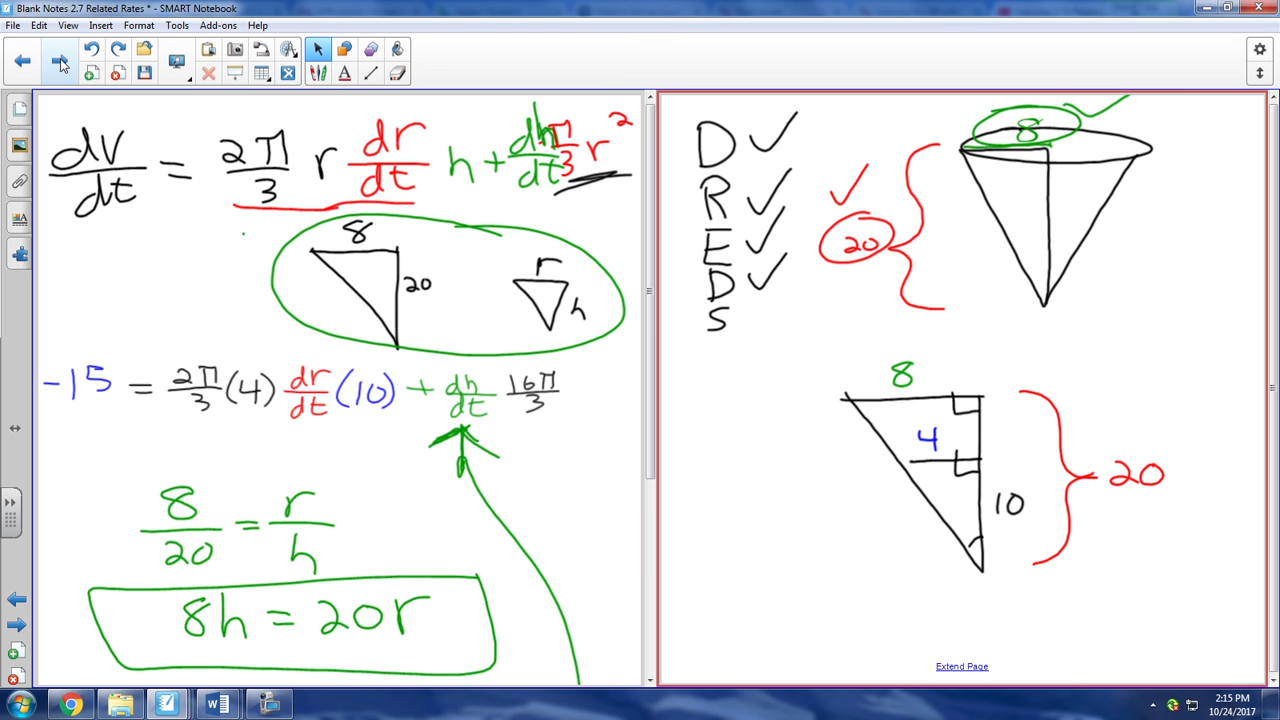 Blank Notes 2.7 Related Rates * - SMART Notebook
File Edit View Insert Format Tools Add-ons Help
dV/dt = 2π/3 r dr/dt h + dh/dt π/3 r²
8
20
r
h
-15 = 2π/3 (4) dr/dt (10) + dh/dt 16π/3
8/20 = r/h
8h = 20r
D ✓
R ✓ ✓
E ✓
D ✓
S
8 ✓
20
8
4
10
20
Extend Page
2:15 PM
10/24/2017